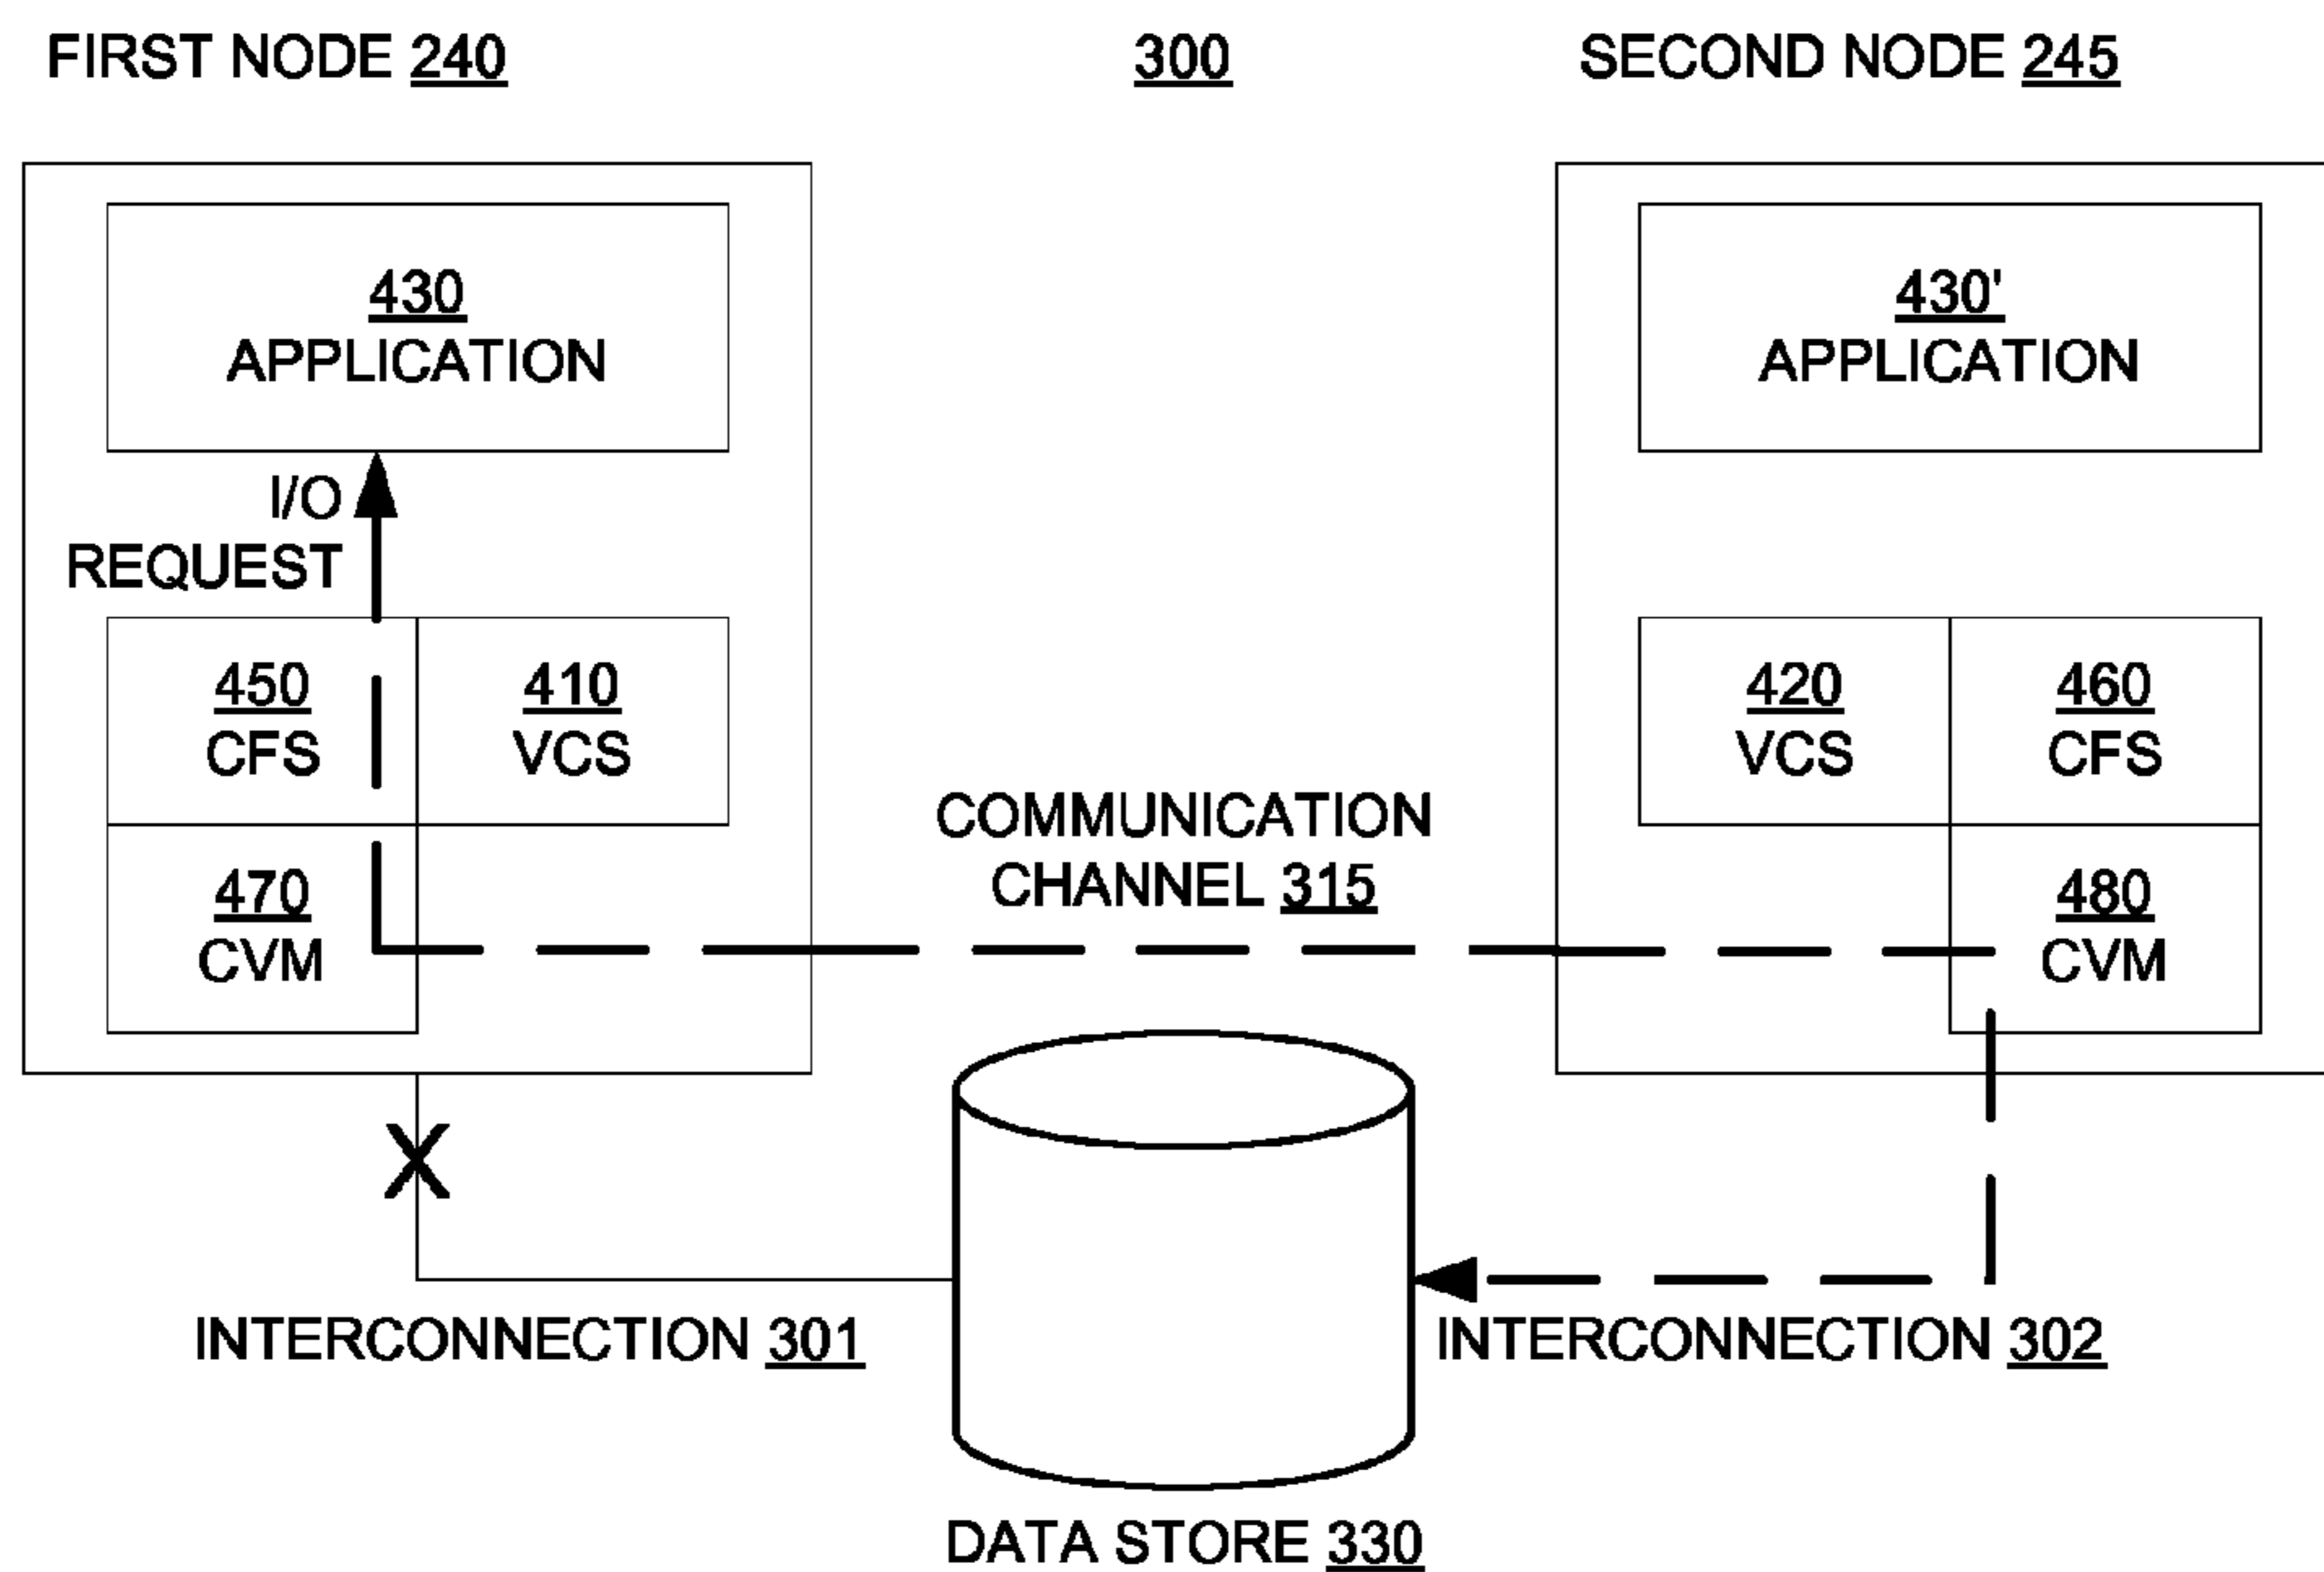 FIRST NODE 240
300
SECOND NODE 245
430
APPLICATION
430'
APPLICATION
I/O
REQUEST
450
CFS
410
VCS
420
VCS
460
CFS
COMMUNICATION
CHANNEL 315
470
CVM
480
CVM
X
INTERCONNECTION 301
INTERCONNECTION 302
DATA STORE 330